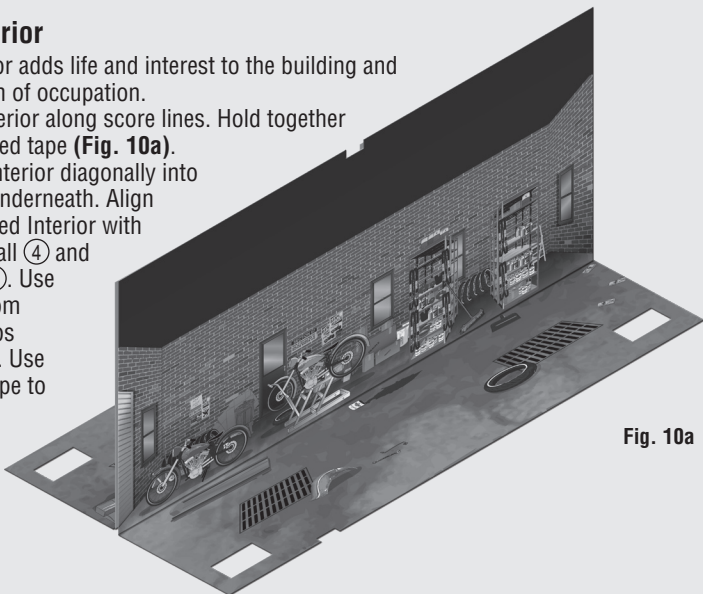 rior
or adds life and interest to the building and
n of occupation.
erior along score lines. Hold together
ed tape (Fig. 10a).
nterior diagonally into
underneath. Align
ed Interior with
all ④ and
). Use
om
os
. Use
pe to
Fig. 10a